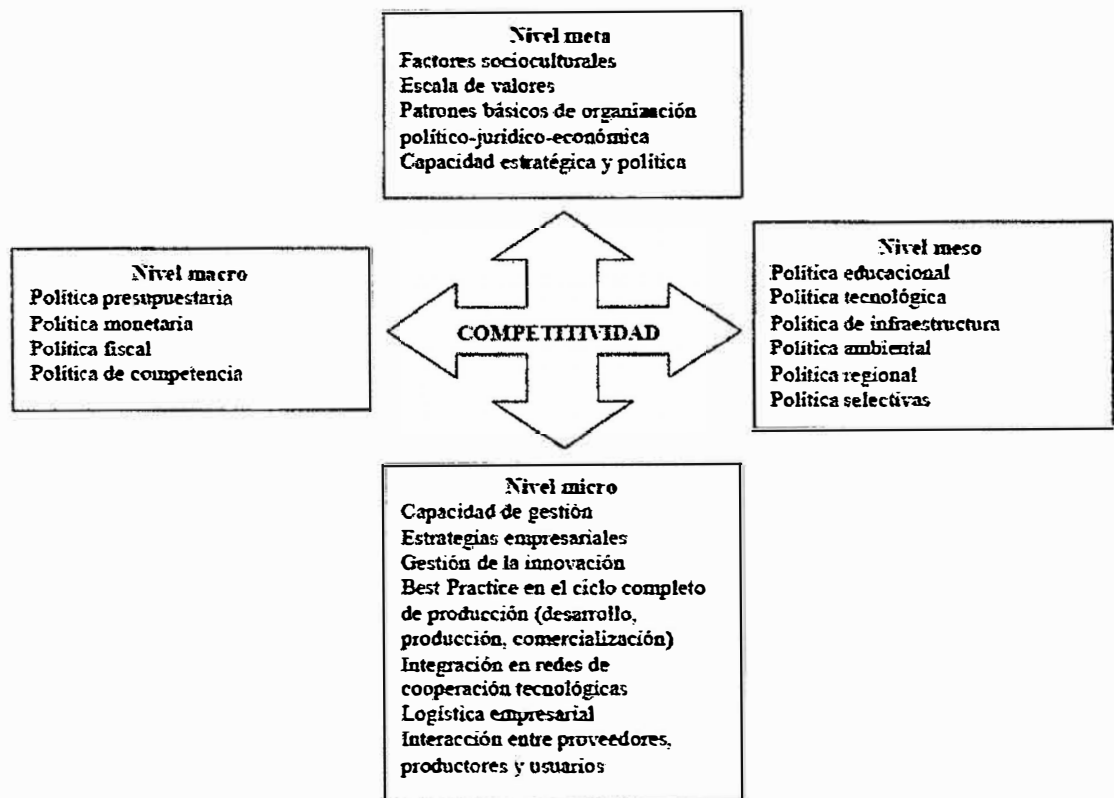 Nivel meta
Factores socioculturales
Escala de valores
Patrones básicos de organización
político-jurídico-económica
Capacidad estratégica y política
Nivel macro
Política presupuestaria
Política monetaria
Política fiscal
Política de competencia
COMPETITIVIDAD
Nivel meso
Política educacional
Política tecnológica
Política de infraestructura
Política ambiental
Política regional
Política selectivas
Nivel micro
Capacidad de gestión
Estrategias empresariales
Gestión de la innovación
Best Practice en el ciclo completo
de producción (desarrollo,
producción, comercialización)
Integración en redes de
cooperación tecnológicas
Logística empresarial
Interacción entre proveedores,
productores y usuarios